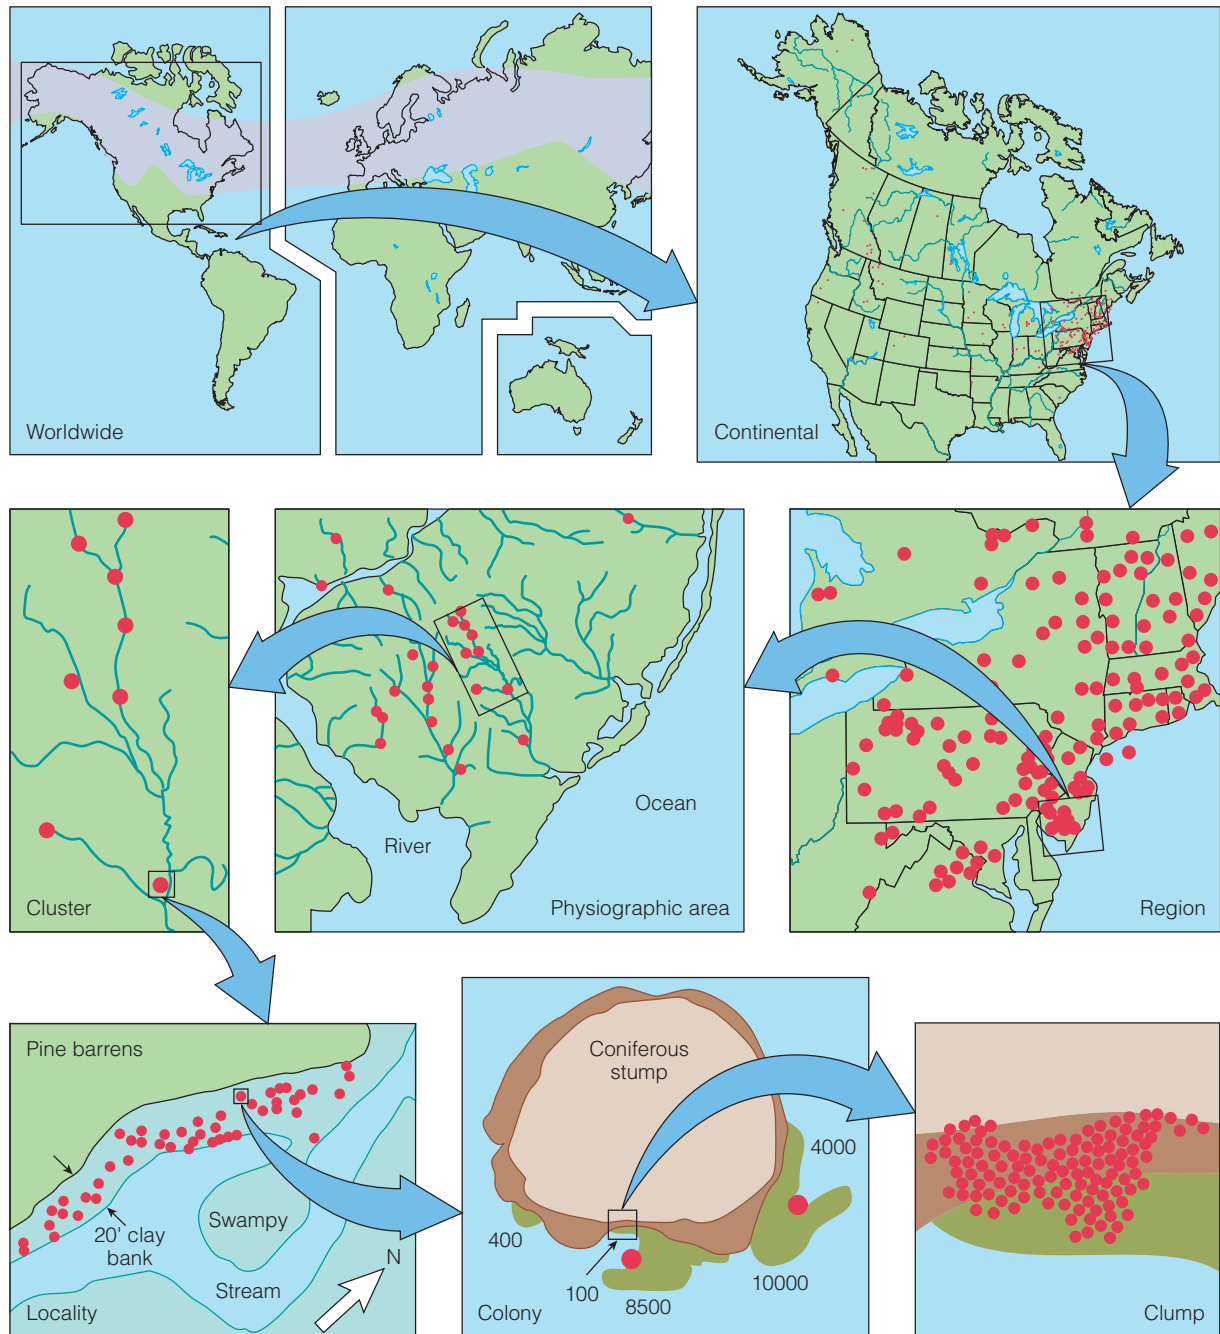 Worldwide
Continental
Cluster
River
Ocean
Physiographic area
Region
Pine barrens
20' clay
bank
Swampy
Stream
N
Locality
Coniferous
stump
4000
400
100
8500
10000
Colony
Clump